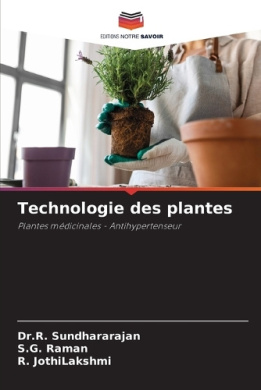 EDITIONS NOTRE SAVOIR
Technologie des plantes
Plantes médicinales - Antihypertenseur
Dr.R. Sundhararajan
S.G. Raman
R. JothiLakshmi